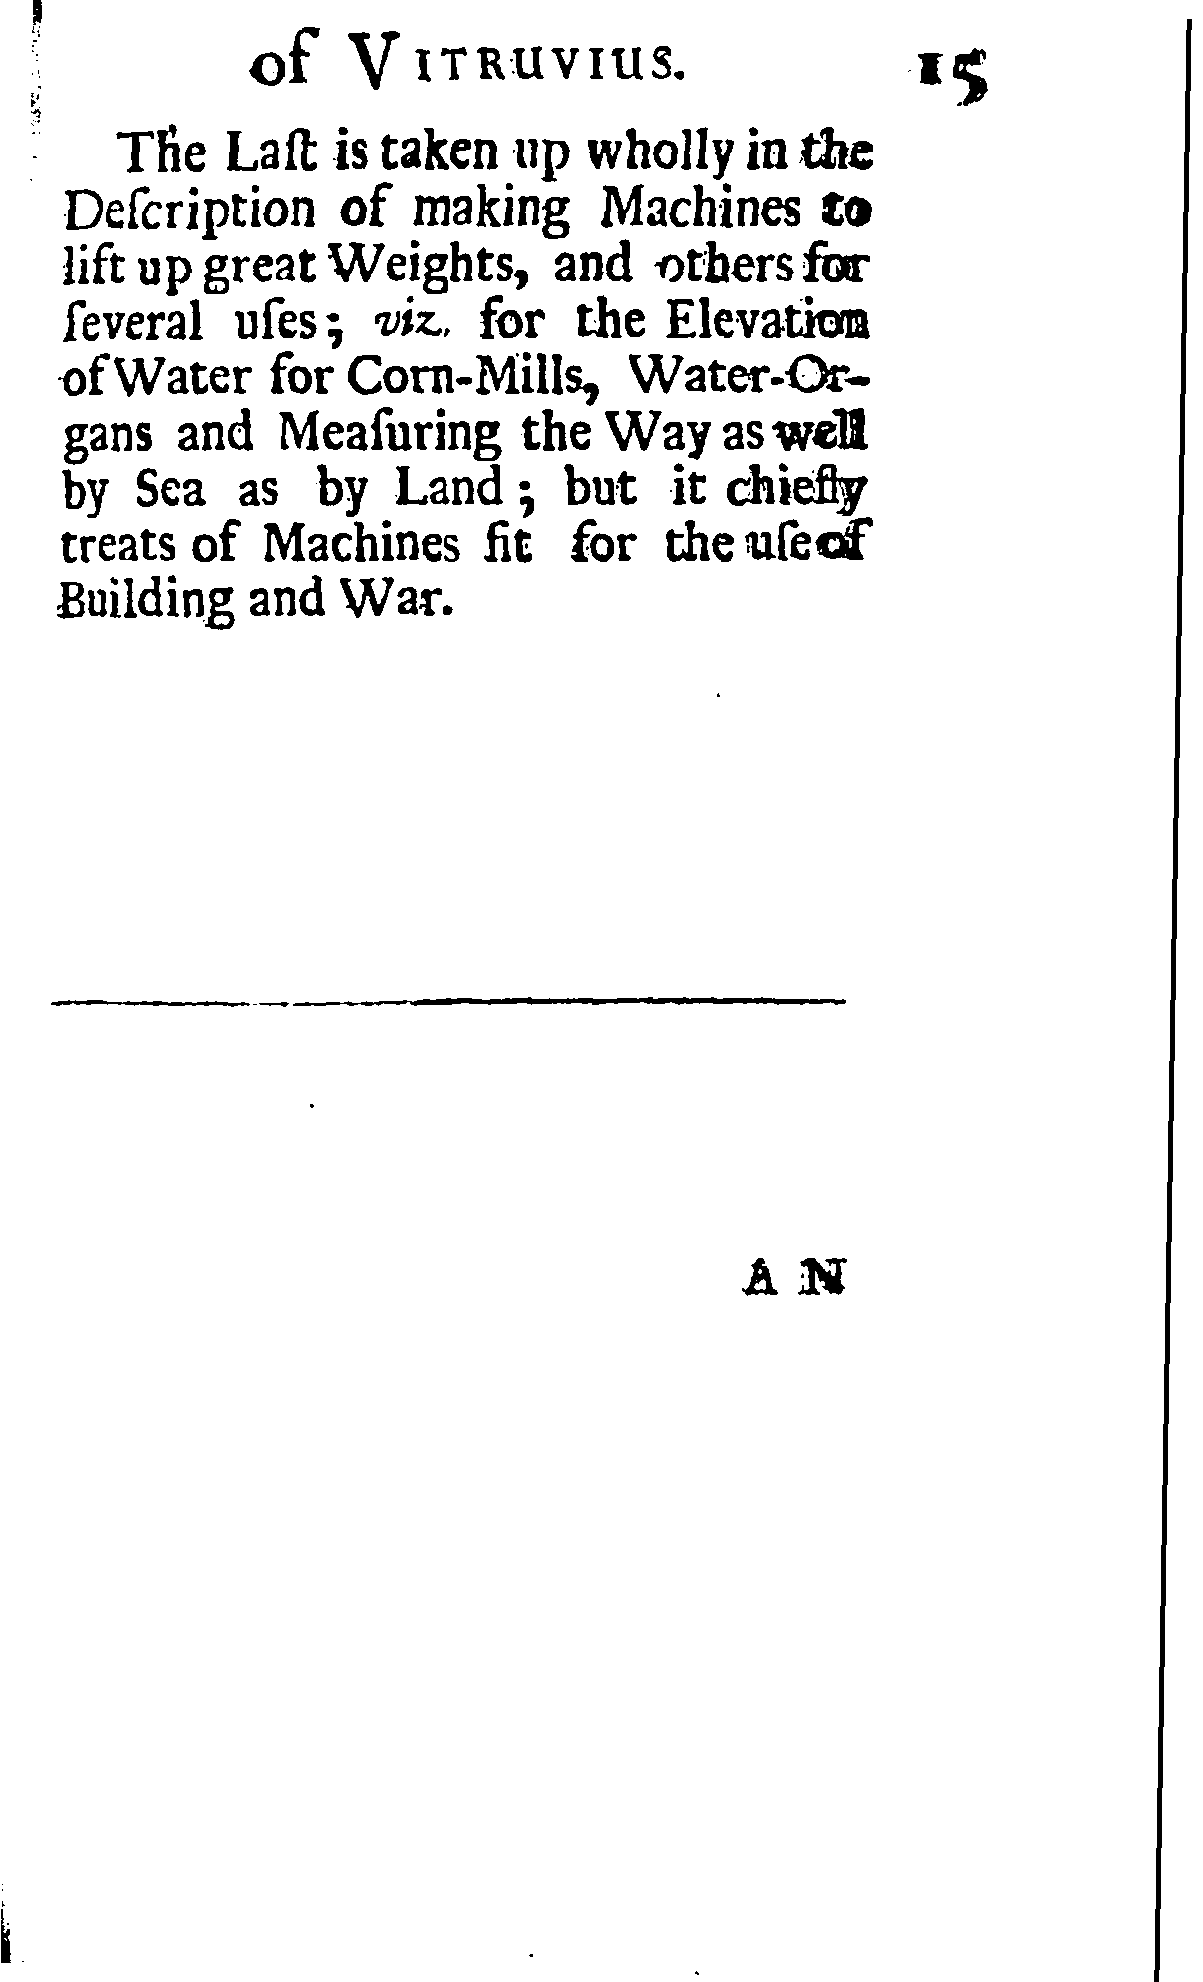 of VITRUVIUS. 15
The Laſt is taken up wholly in the
Deſcription of making Machines to
lift up great Weights, and others for
ſeveral uſes; viz. for the Elevation
of Water for Corn-Mills, Water-Or-
gans and Meaſuring the Way as well
by Sea as by Land; but it chiefly
treats of Machines fit for the uſe of
Building and War.
AN